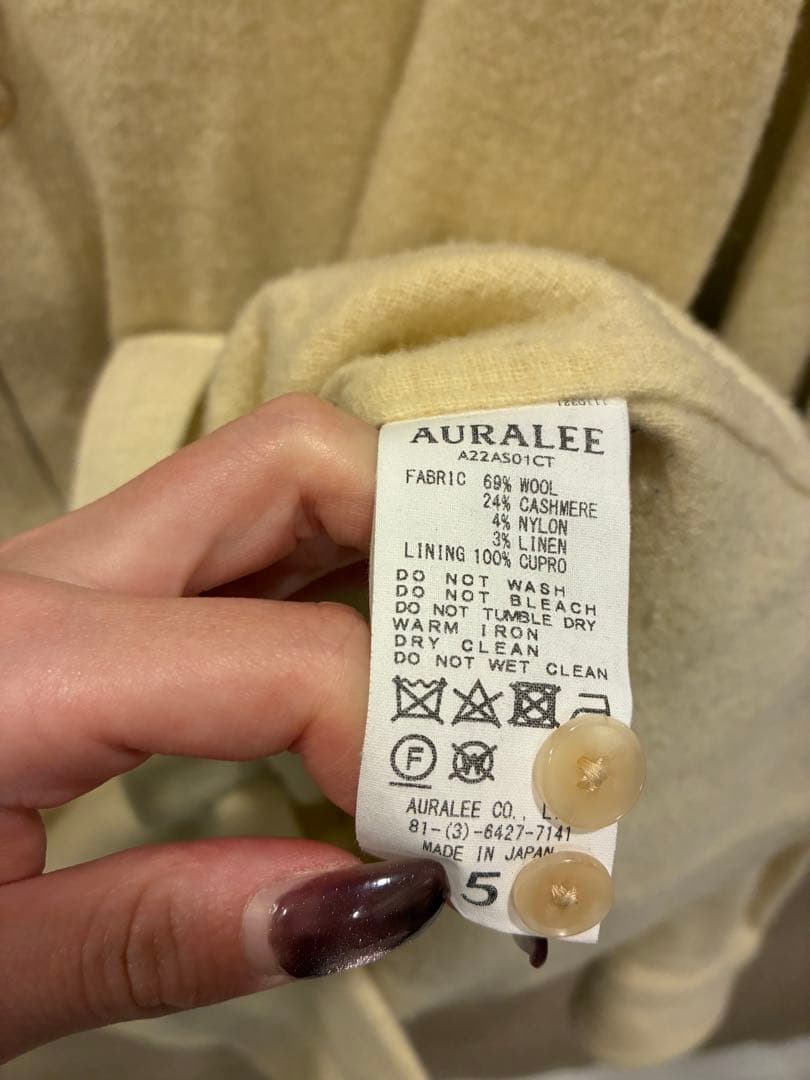 AURALEE
A22AS01CT
FABRIC 69% WOOL
24% CASHMERE
4% NYLON
3% LINEN
LINING 100% CUPRO
DO NOT WASH
DO NOT BLEACH
DO NOT TUMBLE DRY
WARM IRON
DRY CLEAN
DO NOT WET CLEAN
F W
AURALEE CO.,
81-(3)-6427-7141
MADE IN JAPAN
5